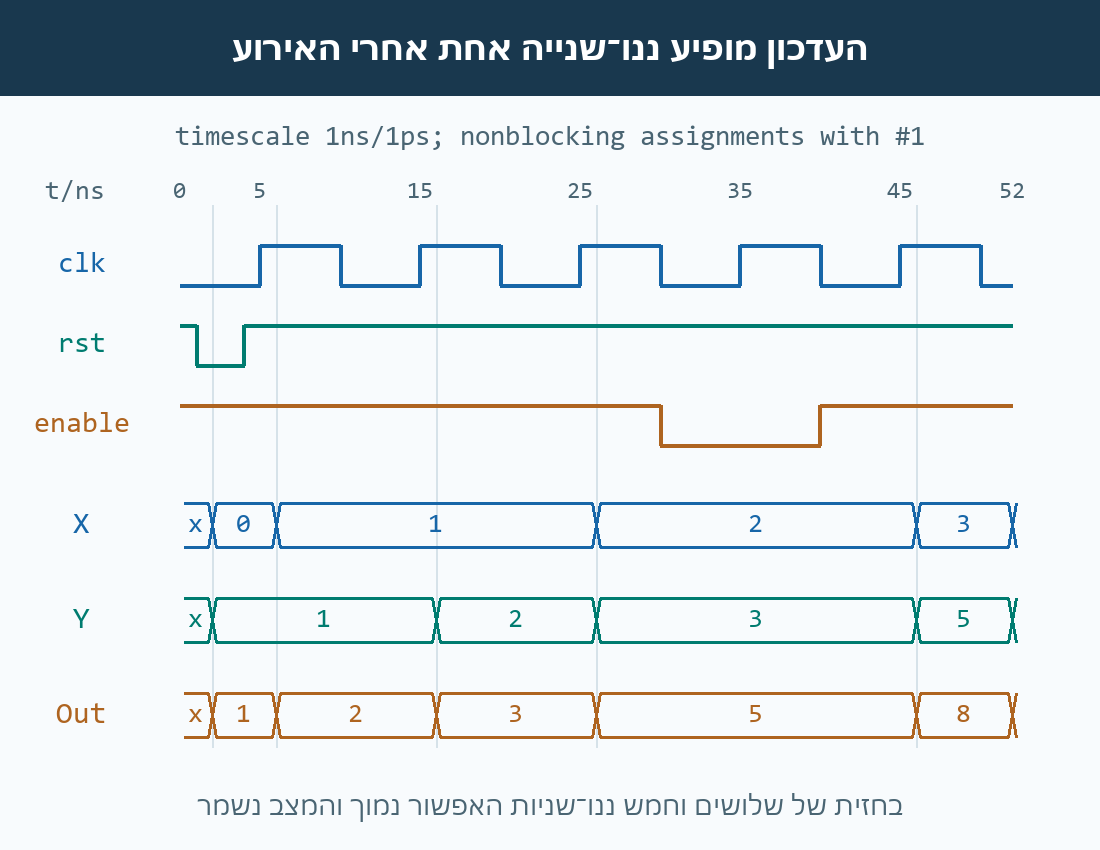 העדכון מופיע ננו־שנייה אחת אחרי האירוע
timescale 1ns/1ps; nonblocking assignments with #1
t/ns 0 5 15 25 35 45 52
clk
rst
enable
X x 0 1 2 3
Y x 1 2 3 5
Out x 1 2 3 5 8
בחזית של שלושים וחמש ננו־שניות האפשור נמוך והמצב נשמר